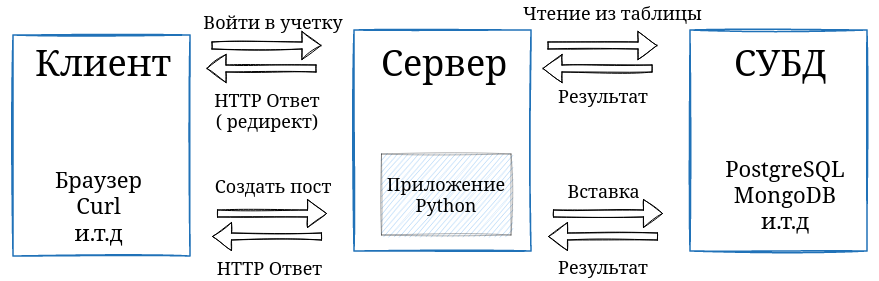 Войти в учетку
Чтение из таблицы
Клиент
Сервер
СУБД
HTTP Ответ
( редирект)
Результат
Браузер
Curl
и.т.д
Создать пост
Приложение
Python
Вставка
PostgreSQL
MongoDB
и.т.д
HTTP Ответ
Результат